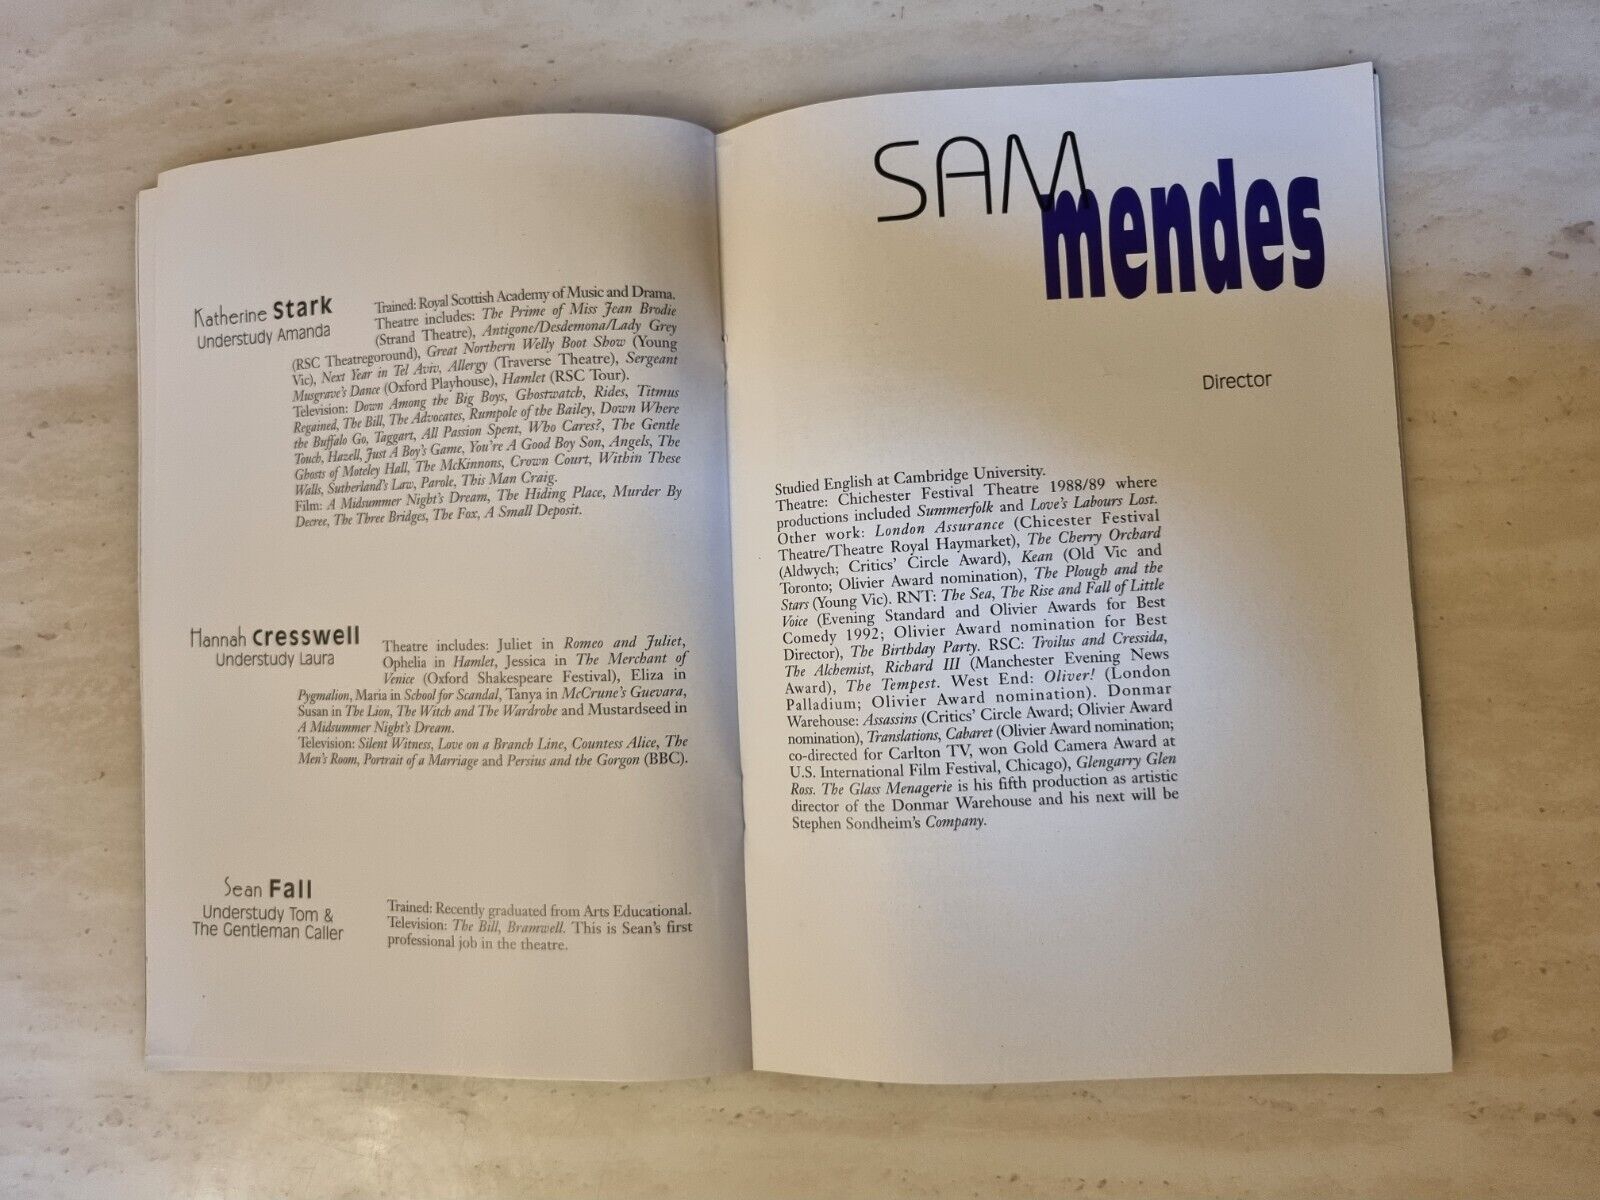 Katherine Stark
Understudy Amanda
Trained: Royal Scottish Academy of Music and Drama.
Theatre includes: The Prime of Miss Jean Brodie
(Strand Theatre), Antigone/Desdemona/Lady Grey
(RSC Theatregoround), Great Northern Welly Boot Show (Young
Vic), Next Year in Tel Aviv, Allergy (Traverse Theatre), Sergeant
Musgrave's Dance (Oxford Playhouse), Hamlet (RSC Tour).
Television: Down Among the Big Boys, Ghostwatch, Rides, Titmus
Regained, The Bill, The Advocates, Rumpole of the Bailey, Down Where
the Buffalo Go, Taggart, All Passion Spent, Who Cares?, The Gentle
Touch, Hazell, Just A Boy's Game, You're A Good Boy Son, Angels, The
Ghosts of Moteley Hall, The McKinnons, Crown Court, Within These
Walls, Sutherland's Law, Parole, This Man Craig.
Film: A Midsummer Night's Dream, The Hiding Place, Murder By
Decree, The Three Bridges, The Fox, A Small Deposit.
Hannah Cresswell
Understudy Laura
Theatre includes: Juliet in Romeo and Juliet,
Ophelia in Hamlet, Jessica in The Merchant of
Venice (Oxford Shakespeare Festival), Eliza in
Pygmalion, Maria in School for Scandal, Tanya in McCrune's Guevara,
Susan in The Lion, The Witch and The Wardrobe and Mustardseed in
A Midsummer Night's Dream.
Television: Silent Witness, Love on a Branch Line, Countess Alice, The
Men's Room, Portrait of a Marriage and Persius and the Gorgon (BBC).
Sean Fall
Understudy Tom &
The Gentleman Caller
Trained: Recently graduated from Arts Educational.
Television: The Bill, Bramwell. This is Sean's first
professional job in the theatre.
SAM
mendes
Director
Studied English at Cambridge University.
Theatre: Chichester Festival Theatre 1988/89 where
productions included Summerfolk and Love's Labours Lost.
Other work: London Assurance (Chicester Festival
Theatre/Theatre Royal Haymarket), The Cherry Orchard
(Aldwych; Critics' Circle Award), Kean (Old Vic and
Toronto; Olivier Award nomination), The Plough and the
Stars (Young Vic). RNT: The Sea, The Rise and Fall of Little
Voice (Evening Standard and Olivier Awards for Best
Comedy 1992; Olivier Award nomination for Best
Director), The Birthday Party. RSC: Troilus and Cressida,
The Alchemist, Richard III (Manchester Evening News
Award), The Tempest. West End: Oliver! (London
Palladium; Olivier Award nomination). Donmar
Warehouse: Assassins (Critics' Circle Award; Olivier Award
nomination), Translations, Cabaret (Olivier Award nomination;
co-directed for Carlton TV, won Gold Camera Award at
U.S. International Film Festival, Chicago), Glengarry Glen
Ross. The Glass Menagerie is his fifth production as artistic
director of the Donmar Warehouse and his next will be
Stephen Sondheim's Company.